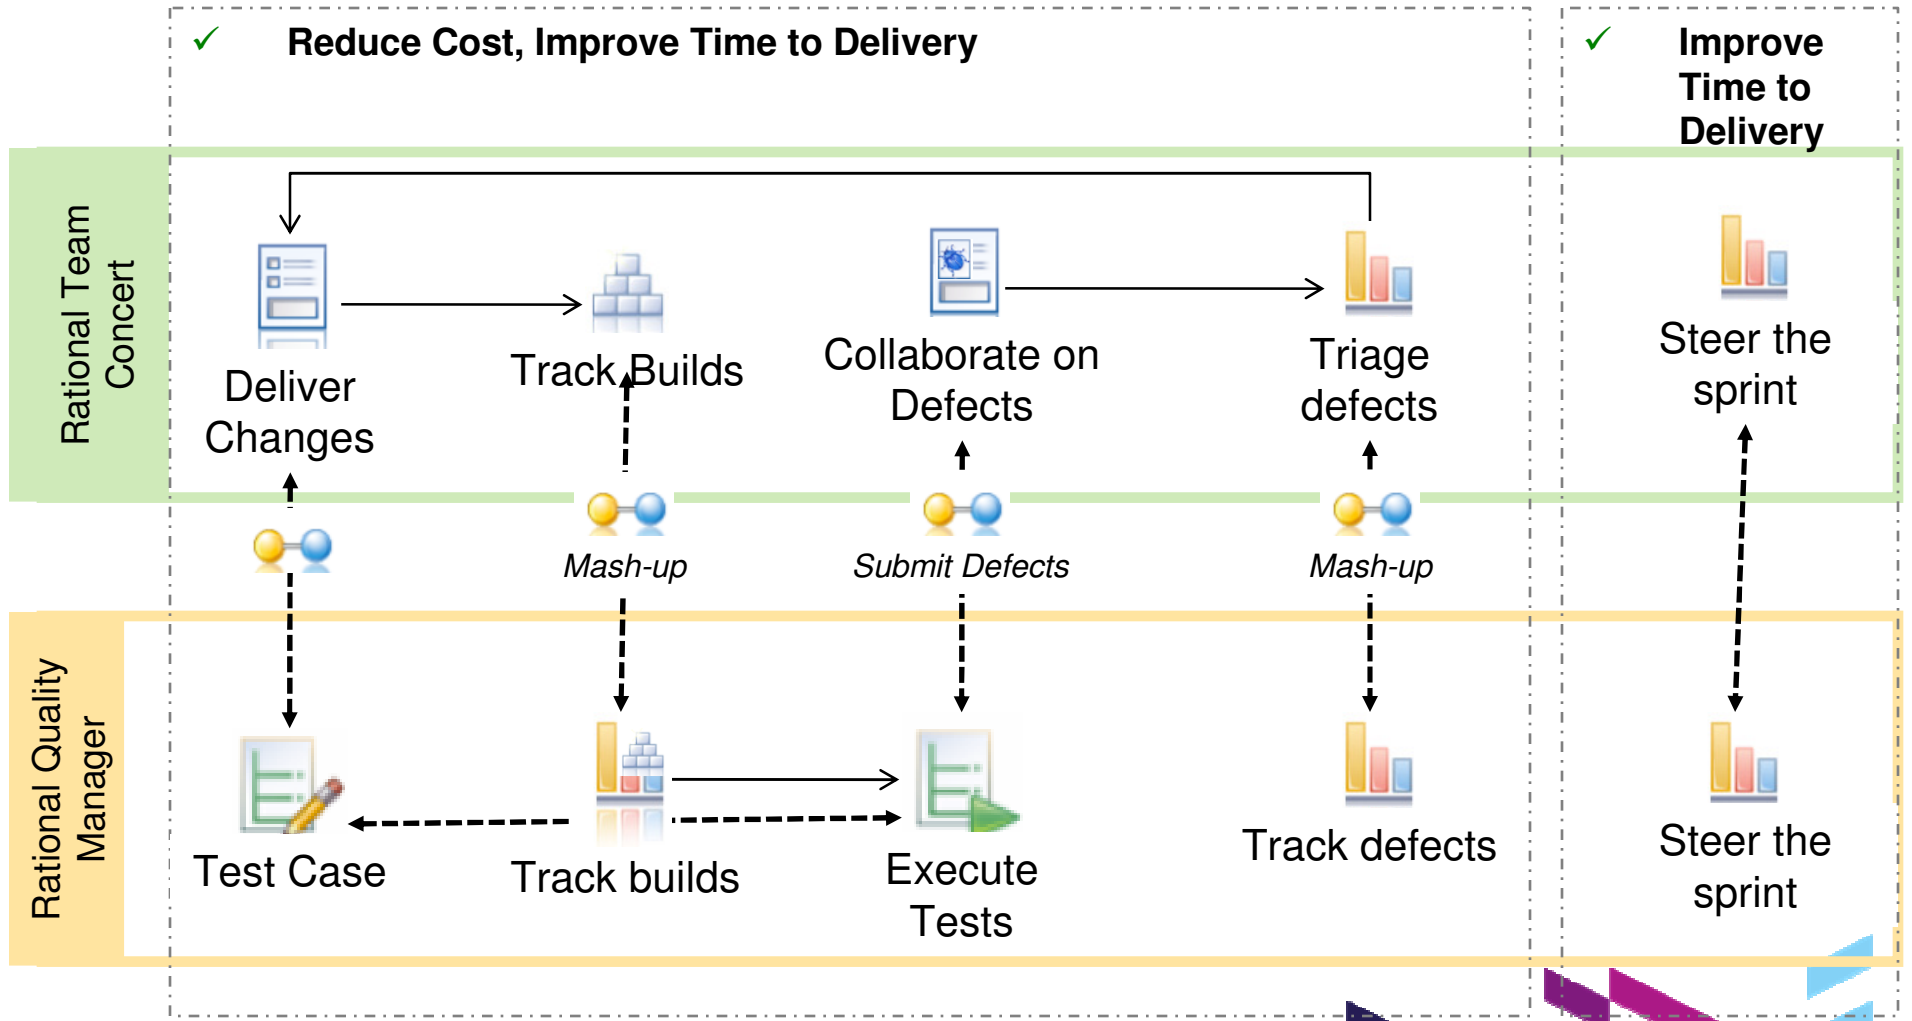 ✓ Reduce Cost, Improve Time to Delivery
✓ Improve
Time to
Delivery
Rational Team
Concert
Deliver
Changes
Track Builds
Collaborate on
Defects
Triage
defects
Steer the
sprint
Mash-up
Submit Defects
Mash-up
Rational Quality
Manager
Test Case
Track builds
Execute
Tests
Track defects
Steer the
sprint